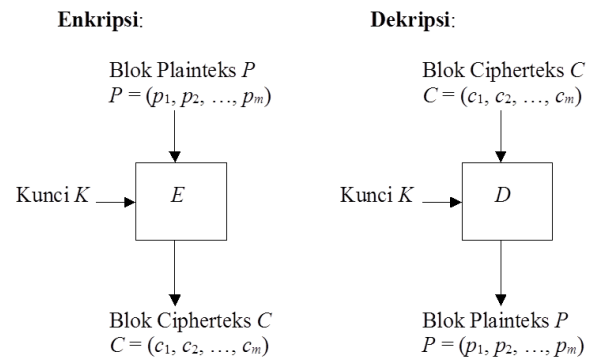 Enkripsi:
Blok Plainteks P
P = (p₁, p₂, …, pₘ)
Kunci K
E
Blok Cipherteks C
C = (c₁, c₂, …, cₘ)
Dekripsi:
Blok Cipherteks C
C = (c₁, c₂, …, cₘ)
Kunci K
D
Blok Plainteks P
P = (p₁, p₂, …, pₘ)